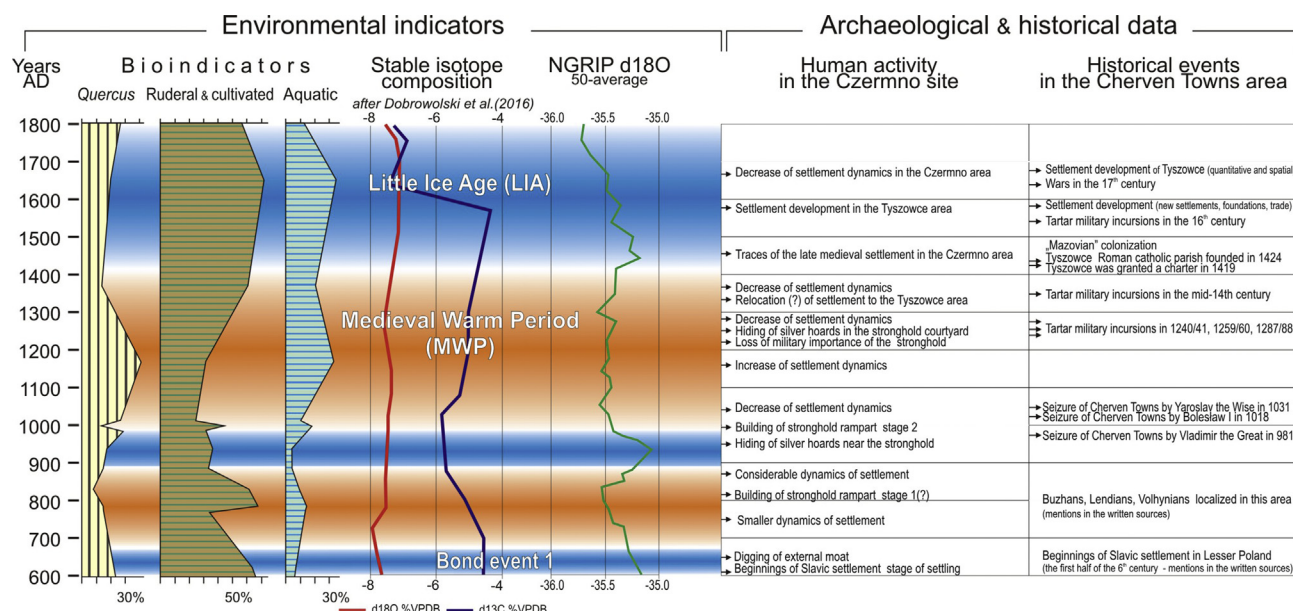 Environmental indicators
Archaeological & historical data
Years
AD
Bioindicators
Quercus
Ruderal & cultivated
Aquatic
Stable isotope
composition
after Dobrowolski et al.(2016)
NGRIP d18O
50-average
Human activity
in the Czermno site
Historical events
in the Cherven Towns area
-8 -6 -4 -36.0 -35.5 -35.0
1800
1700
1600
1500
1400
1300
1200
1100
1000
900
800
700
600
Little Ice Age (LIA)
Medieval Warm Period
(MWP)
Bond event 1
Decrease of settlement dynamics in the Czermno area
Settlement development in the Tyszowce area
Traces of the late medieval settlement in the Czermno area
Decrease of settlement dynamics
Relocation (?) of settlement to the Tyszowce area
Decrease of settlement dynamics
Hiding of silver hoards in the stronghold courtyard
Loss of military importance of the stronghold
Increase of settlement dynamics
Decrease of settlement dynamics
Building of stronghold rampart stage 2
Hiding of silver hoards near the stronghold
Considerable dynamics of settlement
Building of stronghold rampart stage 1(?)
Smaller dynamics of settlement
Digging of external moat
Beginnings of Slavic settlement stage of settling
Settlement development of Tyszowce (quantitative and spatial
Wars in the 17th century
Settlement development (new settlements, foundations, trade)
Tartar military incursions in the 16th century
„Mazovian” colonization
Tyszowce Roman catholic parish founded in 1424
Tyszowce was granted a charter in 1419
Tartar military incursions in the mid-14th century
Tartar military incursions in 1240/41, 1259/60, 1287/88
Seizure of Cherven Towns by Yaroslav the Wise in 1031
Seizure of Cherven Towns by Bolesław I in 1018
Seizure of Cherven Towns by Vladimir the Great in 981
Buzhans, Lendians, Volhynians localized in this area
(mentions in the written sources)
Beginnings of Slavic settlement in Lesser Poland
(the first half of the 6th century - mentions in the written sources)
30% 50% 30%
-8 -6 -4 -36.0 -35.5 -35.0
d18O %VPDB d13C %VPDB